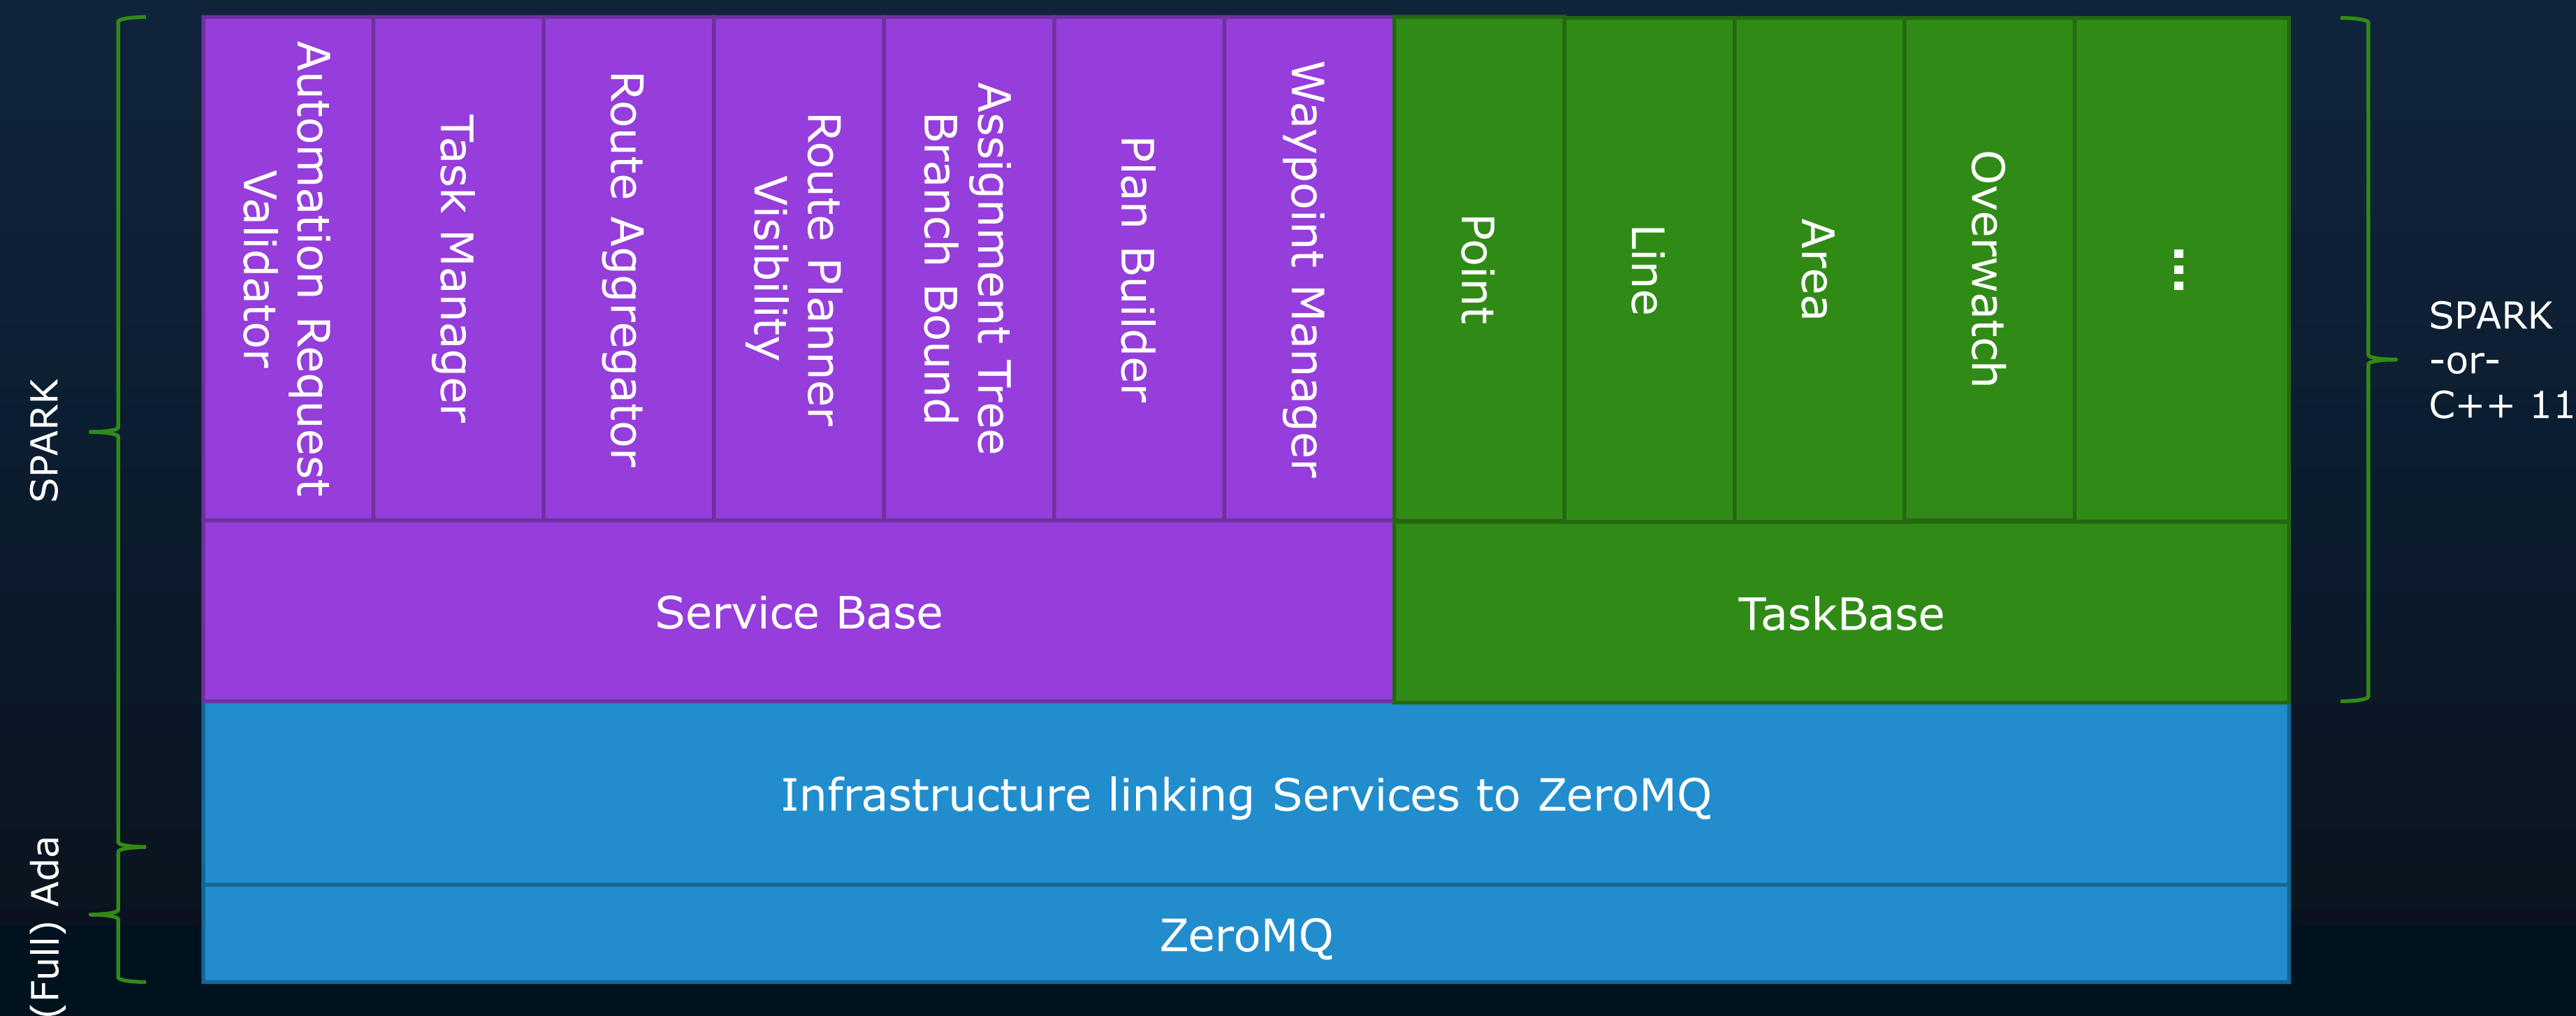 SPARK
(Full) Ada
Automation Request
Validator
Task Manager
Route Aggregator
Route Planner
Visibility
Assignment Tree
Branch Bound
Plan Builder
Waypoint Manager
Point
Line
Area
Overwatch
...
Service Base
TaskBase
Infrastructure linking Services to ZeroMQ
ZeroMQ
SPARK
-or-
C++ 11